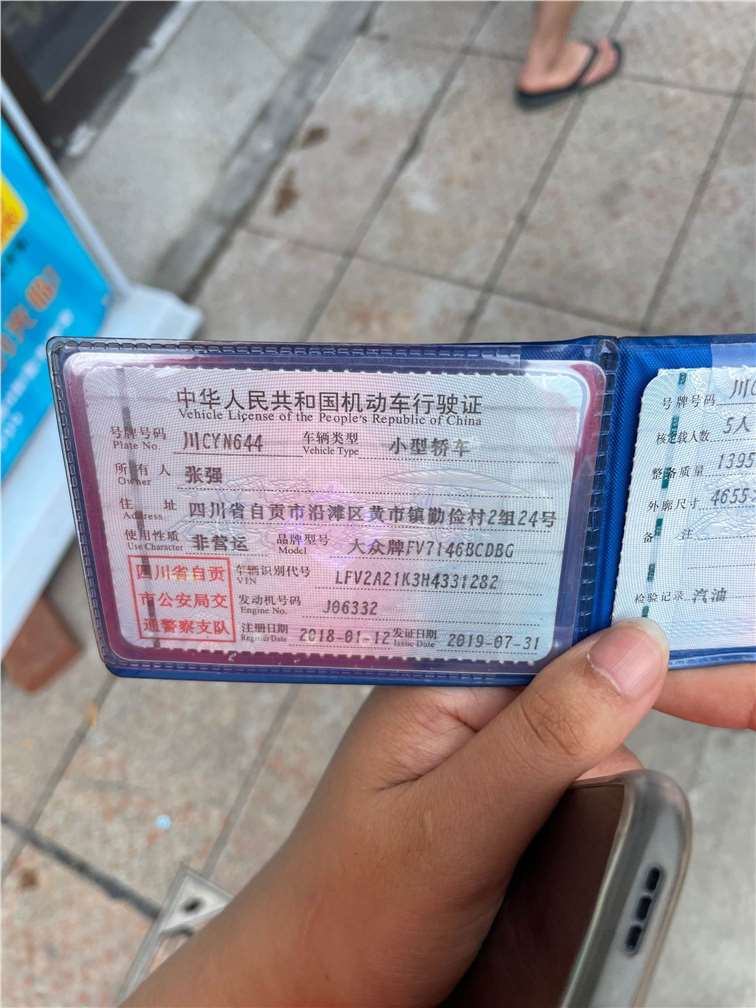 中华人民共和国机动车行驶证
Vehicle License of the People's Republic of China
号牌号码 川CYN644 车辆类型 小型轿车
Plate No. Vehicle Type
所有人 张强
Owner
住址 四川省自贡市沿滩区黄市镇勤俭村2组24号
Address
使用性质 非营运 品牌型号 大众牌FV7146BCDBG
Use Character Model
四川省自贡
市公安局交
通警察支队
车辆识别代号 LFV2A21K3H4331282
VIN
发动机号码 J06332
Engine No.
注册日期 2018-01-12 发证日期 2019-07-31
Register Date Issue Date
号牌号码 川C
核定载人数 5人
整备质量 1395
外廓尺寸 4655
备注
检验记录 汽油